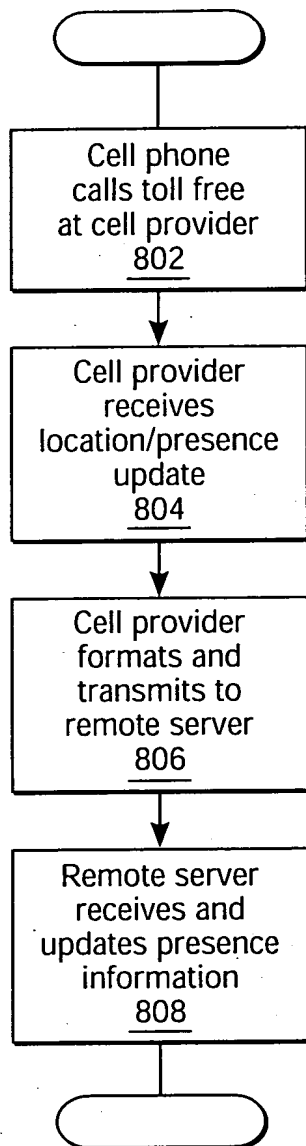 Cell phone
calls toll free
at cell provider
802
Cell provider
receives
location/presence
update
804
Cell provider
formats and
transmits to
remote server
806
Remote server
receives and
updates presence
information
808